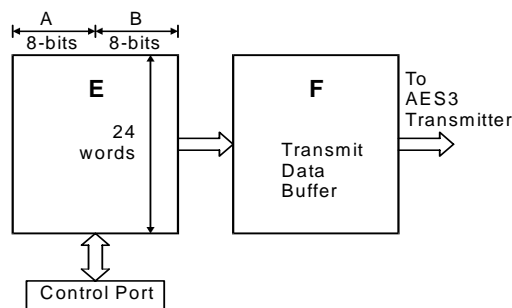 A B
8-bits 8-bits
E
24
words
F
Transmit
Data
Buffer
To
AES3
Transmitter
Control Port